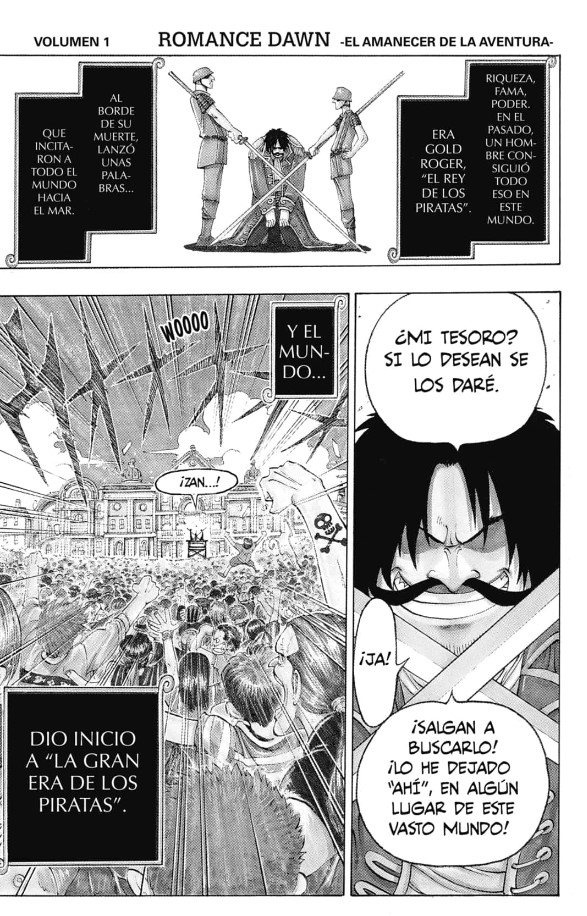 VOLUMEN 1 ROMANCE DAWN -EL AMANECER DE LA AVENTURA-
RIQUEZA,
FAMA,
PODER.
EN EL
PASADO,
UN HOM-
BRE CON-
SIGUIÓ
TODO
ESO EN
ESTE
MUNDO.
ERA
GOLD
ROGER,
"EL REY
DE LOS
PIRATAS".
AL
BORDE
DE SU
MUERTE,
LANZÓ
UNAS
PALA-
BRAS...
QUE
INCITA-
RON A
TODO EL
MUNDO
HACIA
EL MAR.
¿MI TESORO?
SI LO DESEAN SE
LOS DARÉ.
¡JA!
¡SALGAN A
BUSCARLO!
¡LO HE DEJADO
"AHÍ", EN ALGÚN
LUGAR DE ESTE
VASTO MUNDO!
Y EL
MUN-
DO...
WOOOO
¡ZAN...!
DIO INICIO
A "LA GRAN
ERA DE LOS
PIRATAS".